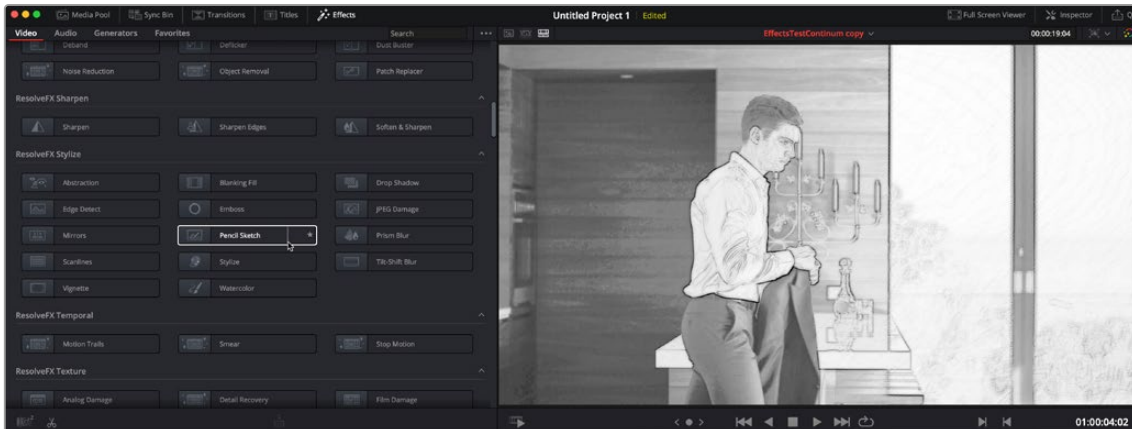 Media Pool Sync Bin Transitions Titles Effects Untitled Project 1 Edited Full Screen Viewer Inspector
Video Audio Generators Favorites Search EffectsTestContinum copy 00:00:19:04
Deband Deflicker Dust Buster
Noise Reduction Object Removal Patch Replacer
ResolveFX Sharpen
Sharpen Sharpen Edges Soften & Sharpen
ResolveFX Stylize
Abstraction Blanking Fill Drop Shadow
Edge Detect Emboss JPEG Damage
Mirrors Pencil Sketch Prism Blur
Scanlines Stylize Tilt-Shift Blur
Vignette Watercolor
ResolveFX Temporal
Motion Trails Smear Stop Motion
ResolveFX Texture
Analog Damage Detail Recovery Film Damage
01:00:04:02